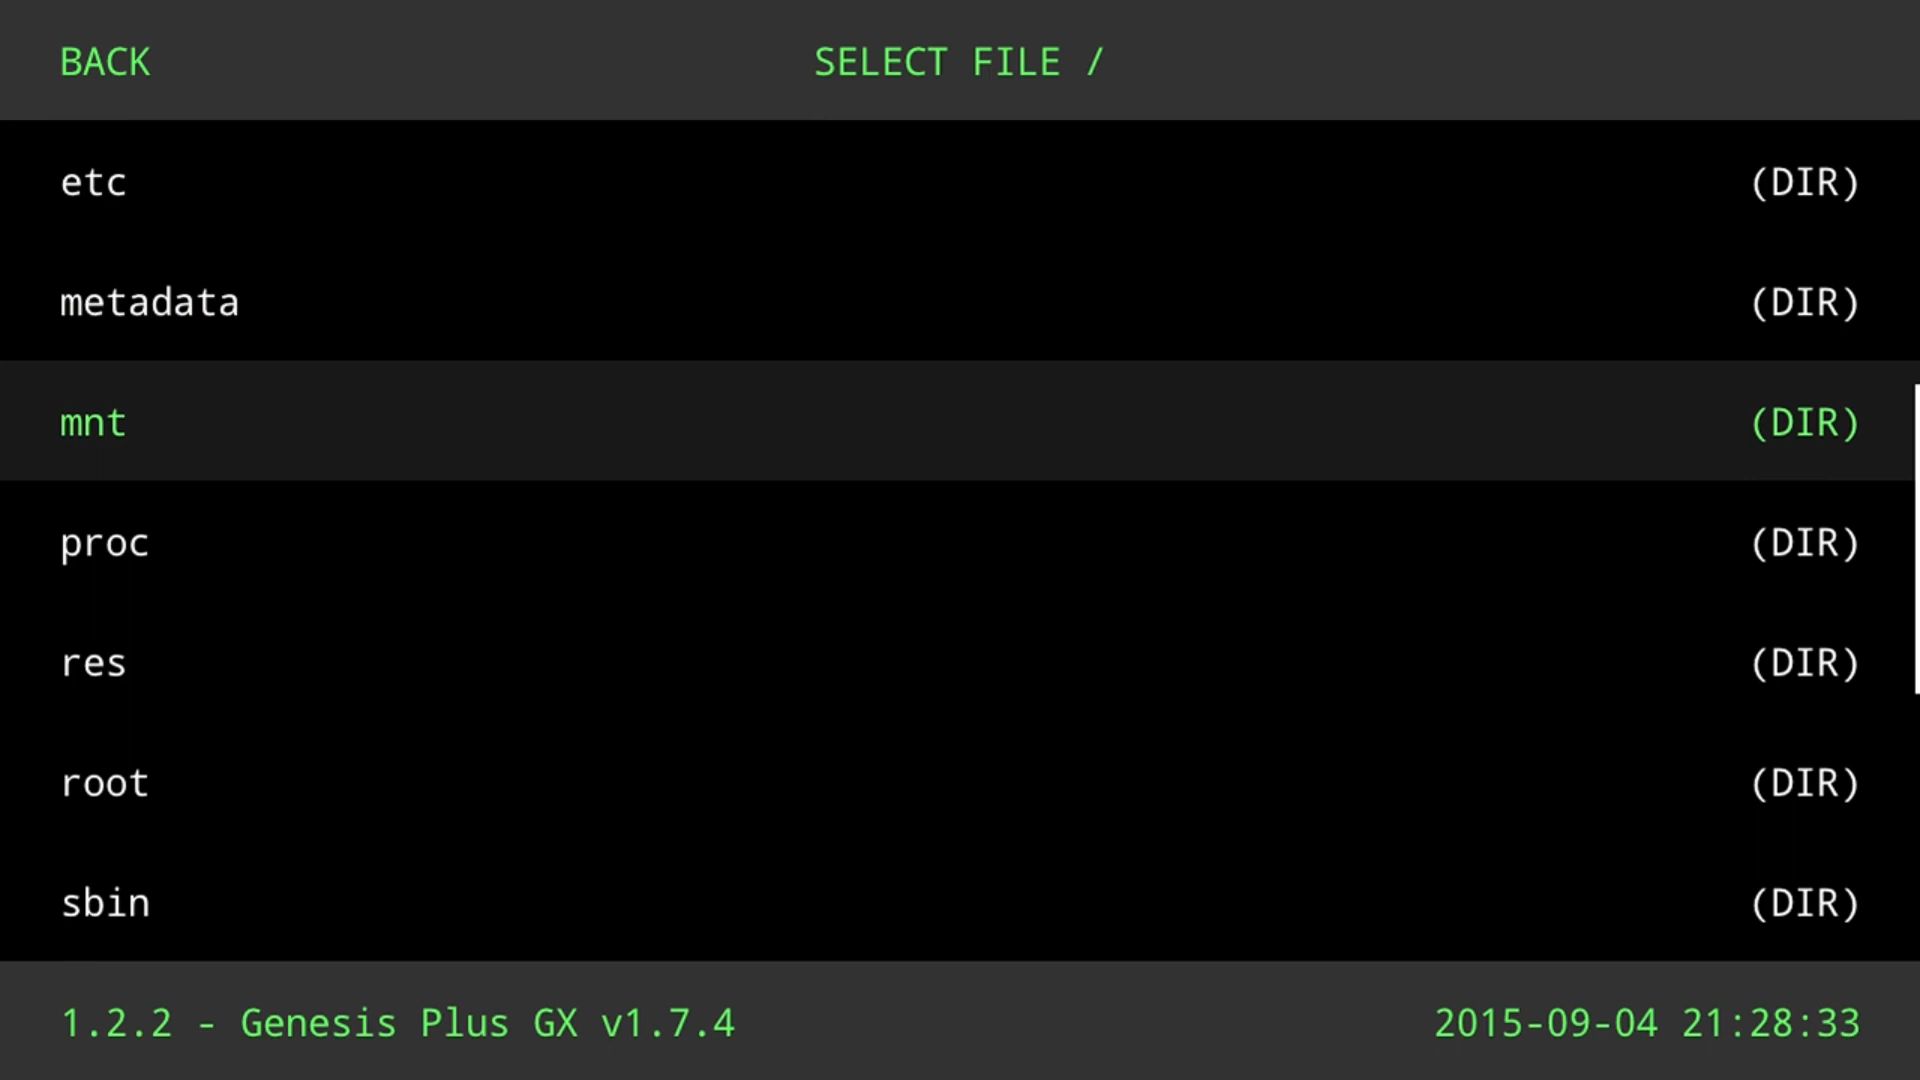 BACK SELECT FILE /
etc (DIR)
metadata (DIR)
mnt (DIR)
proc (DIR)
res (DIR)
root (DIR)
sbin (DIR)
1.2.2 - Genesis Plus GX v1.7.4 2015-09-04 21:28:33